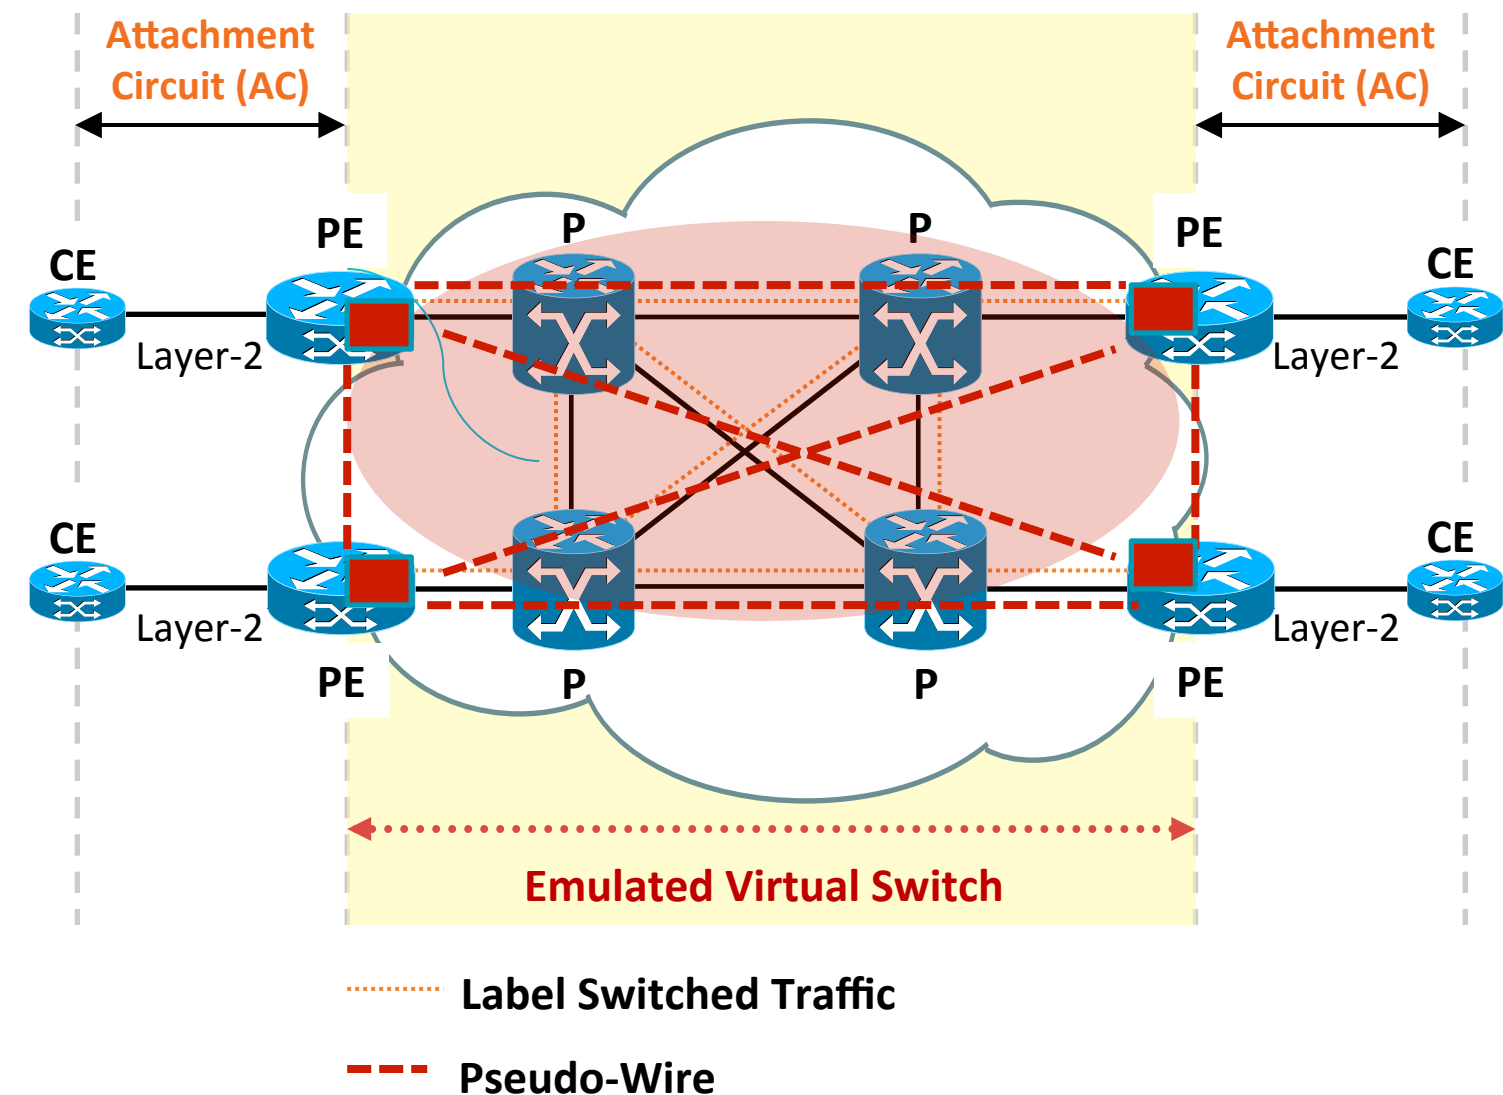 Attachment
Circuit (AC)
Attachment
Circuit (AC)
PE
P
P
PE
CE
CE
Layer-2
Layer-2
CE
CE
Layer-2
Layer-2
PE
P
P
PE
Emulated Virtual Switch
Label Switched Traffic
Pseudo-Wire